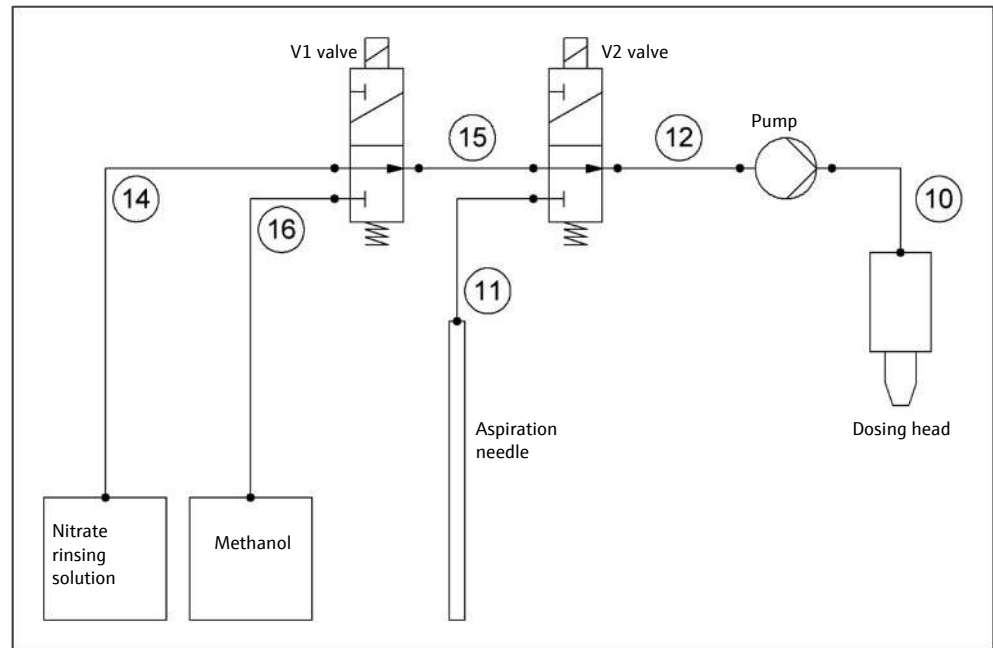 V1 valve
V2 valve
Pump
15
12
14
16
10
11
Aspiration
needle
Dosing head
Nitrate
rinsing
solution
Methanol